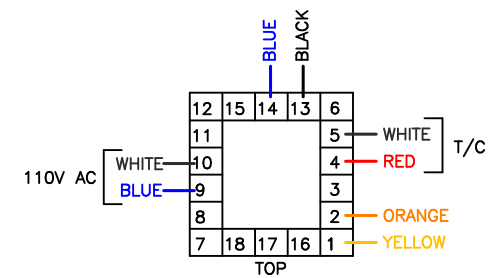 BLUE
BLACK
12 15 14 13 6
11 5 WHITE
T/C
110V AC
WHITE 10 4 RED
BLUE 9 3
8 2 ORANGE
7 18 17 16 1 YELLOW
TOP